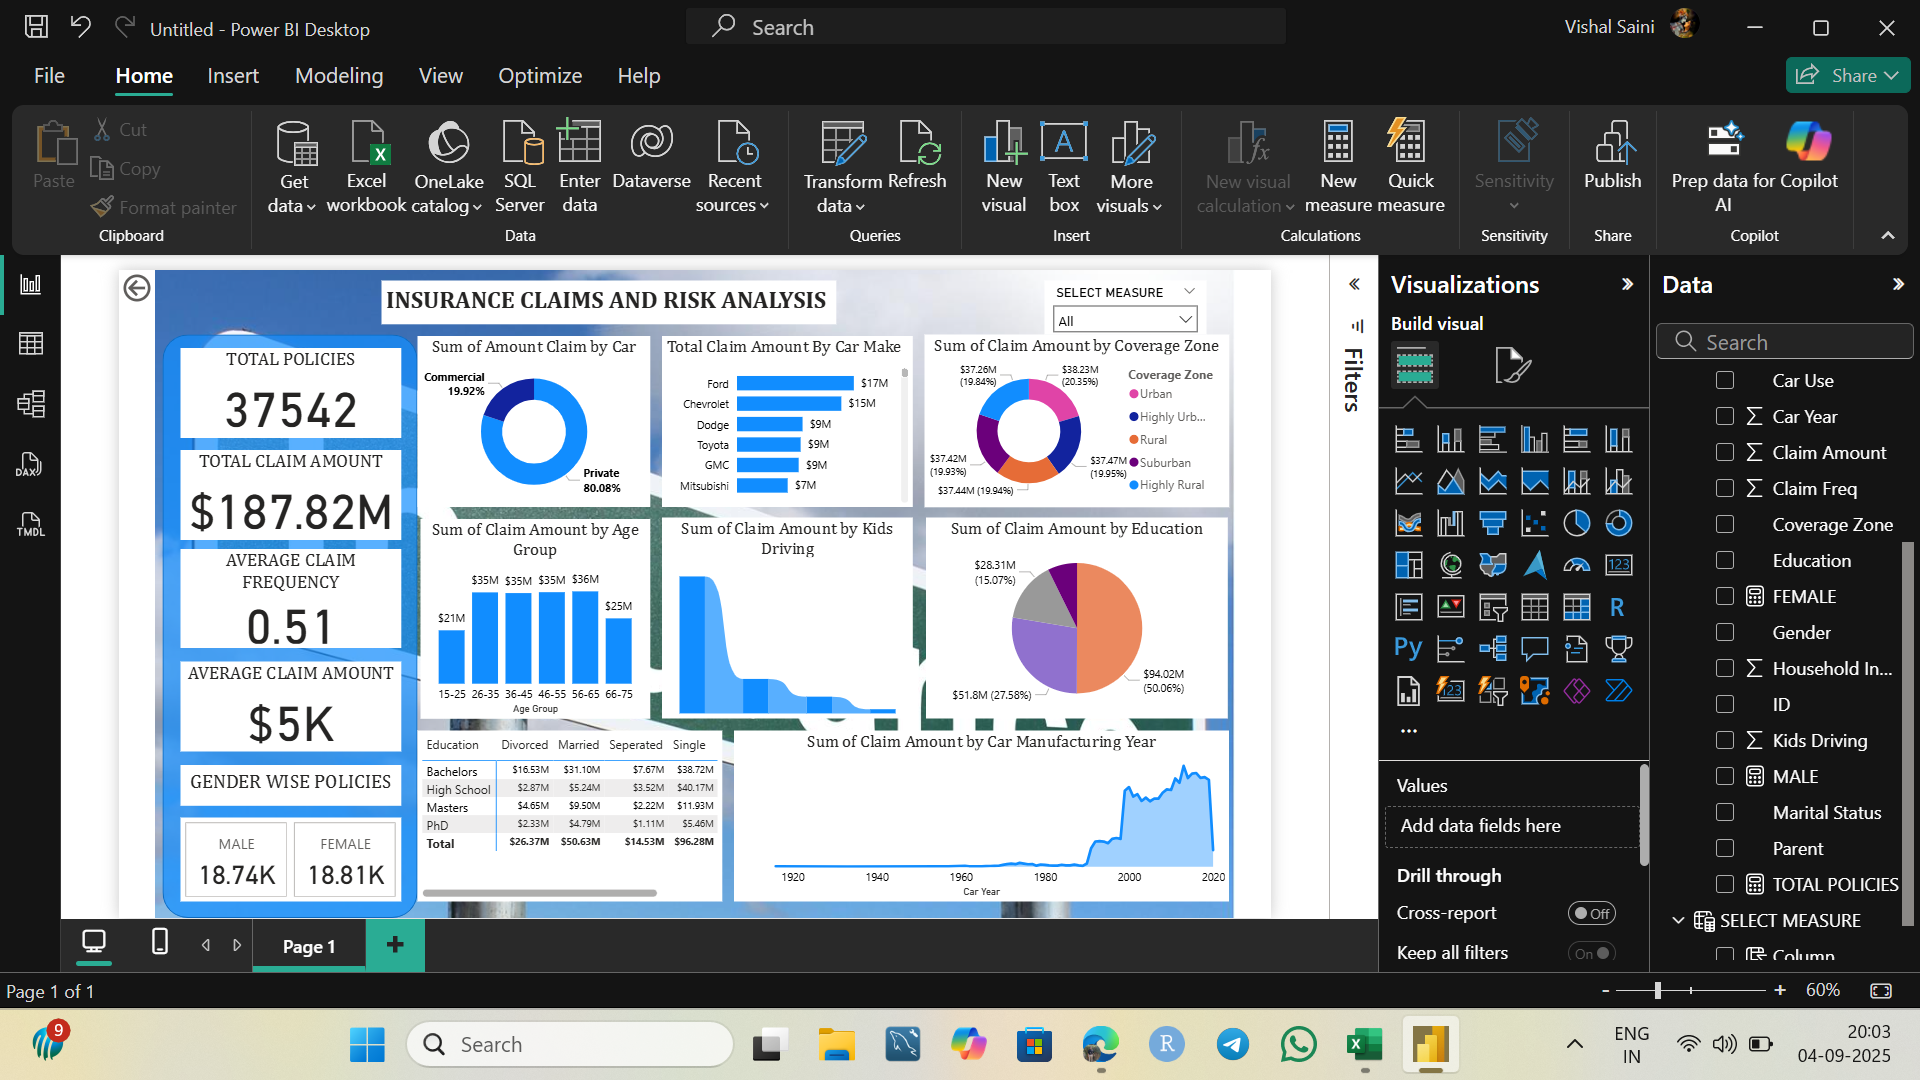 Untitled - Power BI Desktop
Search
Vishal Saini
File
Home
Insert
Modeling
View
Optimize
Help
Share
Paste
Cut
Copy
Format painter
Clipboard
Get data
Excel workbook
OneLake catalog
SQL Server
Enter data
Dataverse
Recent sources
Data
Transform data
Refresh
Queries
New visual
Text box
More visuals
Insert
New visual calculation
New measure
Quick measure
Calculations
Sensitivity
Sensitivity
Publish
Share
Prep data for AI
Copilot
Copilot
DAX
TMDL
INSURANCE CLAIMS AND RISK ANALYSIS
SELECT MEASURE
All
TOTAL POLICIES
37542
TOTAL CLAIM AMOUNT
$187.82M
AVERAGE CLAIM
FREQUENCY
0.51
AVERAGE CLAIM AMOUNT
$5K
GENDER WISE POLICIES
MALE
18.74K
FEMALE
18.81K
Sum of Amount Claim by Car
Commercial
19.92%
Private
80.08%
Total Claim Amount By Car Make
Ford $17M
Chevrolet $15M
Dodge $9M
Toyota $9M
GMC $9M
Mitsubishi $7M
Sum of Claim Amount by Coverage Zone
$37.26M
(19.84%)
$38.23M
(20.35%)
$37.42M
(19.93%)
$37.47M
(19.95%)
$37.44M (19.94%)
Coverage Zone
Urban
Highly Urb...
Rural
Suburban
Highly Rural
Sum of Claim Amount by Age
Group
$21M $35M $35M $35M $36M $25M
15-25 26-35 36-45 46-55 56-65 66-75
Age Group
Sum of Claim Amount by Kids
Driving
Sum of Claim Amount by Education
$28.31M
(15.07%)
$51.8M (27.58%)
$94.02M
(50.06%)
Education Divorced Married Seperated Single
Bachelors $16.53M $31.10M $7.67M $38.72M
High School $2.87M $5.24M $3.52M $40.17M
Masters $4.65M $9.50M $2.22M $11.93M
PhD $2.33M $4.79M $1.11M $5.46M
Total $26.37M $50.63M $14.53M $96.28M
Sum of Claim Amount by Car Manufacturing Year
1920 1940 1960 1980 2000 2020
Car Year
Filters
Visualizations
Build visual
123
R
Py
123
Values
Add data fields here
Drill through
Cross-report
Off
Keep all filters
On
Data
Search
Car Use
Car Year
Claim Amount
Claim Freq
Coverage Zone
Education
FEMALE
Gender
Household In...
ID
Kids Driving
MALE
Marital Status
Parent
TOTAL POLICIES
SELECT MEASURE
Column
Page 1
Page 1 of 1
- + 60%
9
Search
R
ENG
IN
20:03
04-09-2025